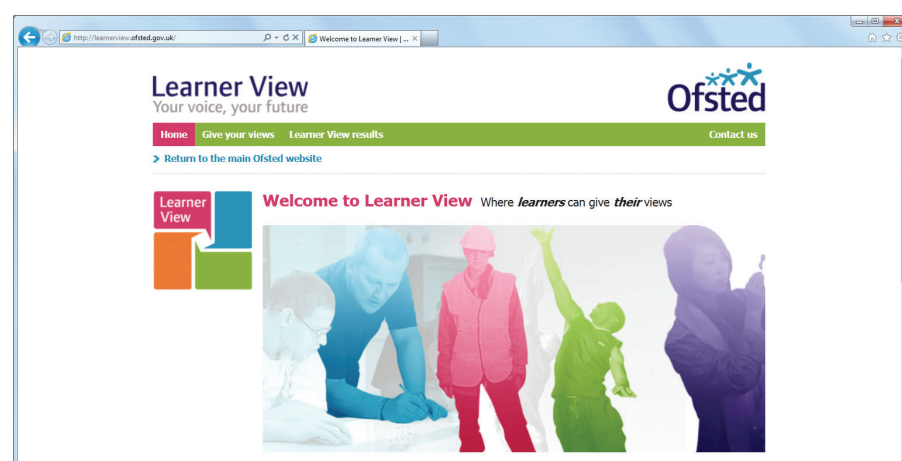 http://learnerview.ofsted.gov.uk/
Welcome to Learner View | ...
Learner View
Your voice, your future
Ofsted
Home Give your views Learner View results Contact us
Return to the main Ofsted website
Learner
View
Welcome to Learner View Where learners can give their views